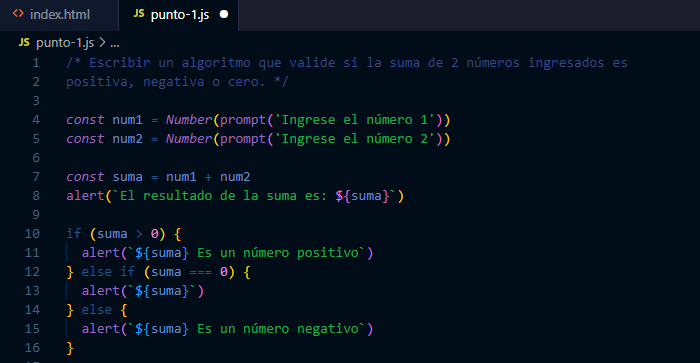 index.html JS punto-1.js
JS punto-1.js > ...
1 /* Escribir un algoritmo que valide si la suma de 2 números ingresados es
2 positiva, negativa o cero. */
3
4 const num1 = Number(prompt('Ingrese el número 1'))
5 const num2 = Number(prompt('Ingrese el número 2'))
6
7 const suma = num1 + num2
8 alert(`El resultado de la suma es: ${suma}`)
9
10 if (suma > 0) {
11 alert(`${suma} Es un número positivo`)
12 } else if (suma === 0) {
13 alert(`${suma}`)
14 } else {
15 alert(`${suma} Es un número negativo`)
16 }